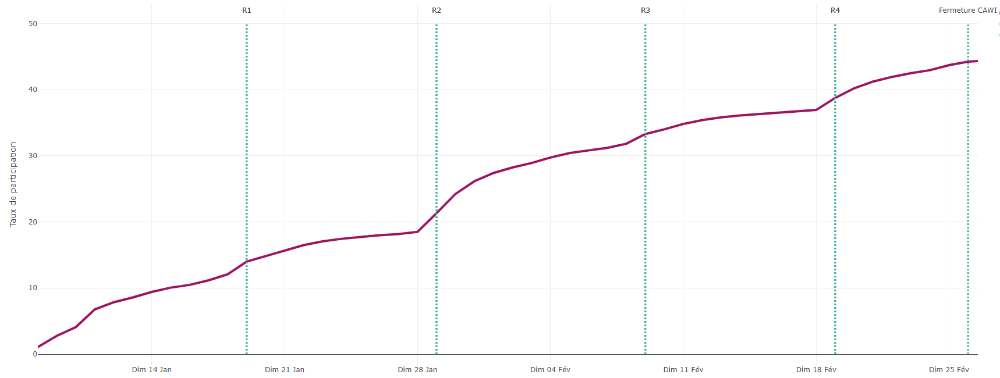 R1 R2 R3 R4 Fermeture CAWI
50
40
30
20
10
0
Taux de participation
Dim 14 Jan Dim 21 Jan Dim 28 Jan Dim 04 Fév Dim 11 Fév Dim 18 Fév Dim 25 Fév